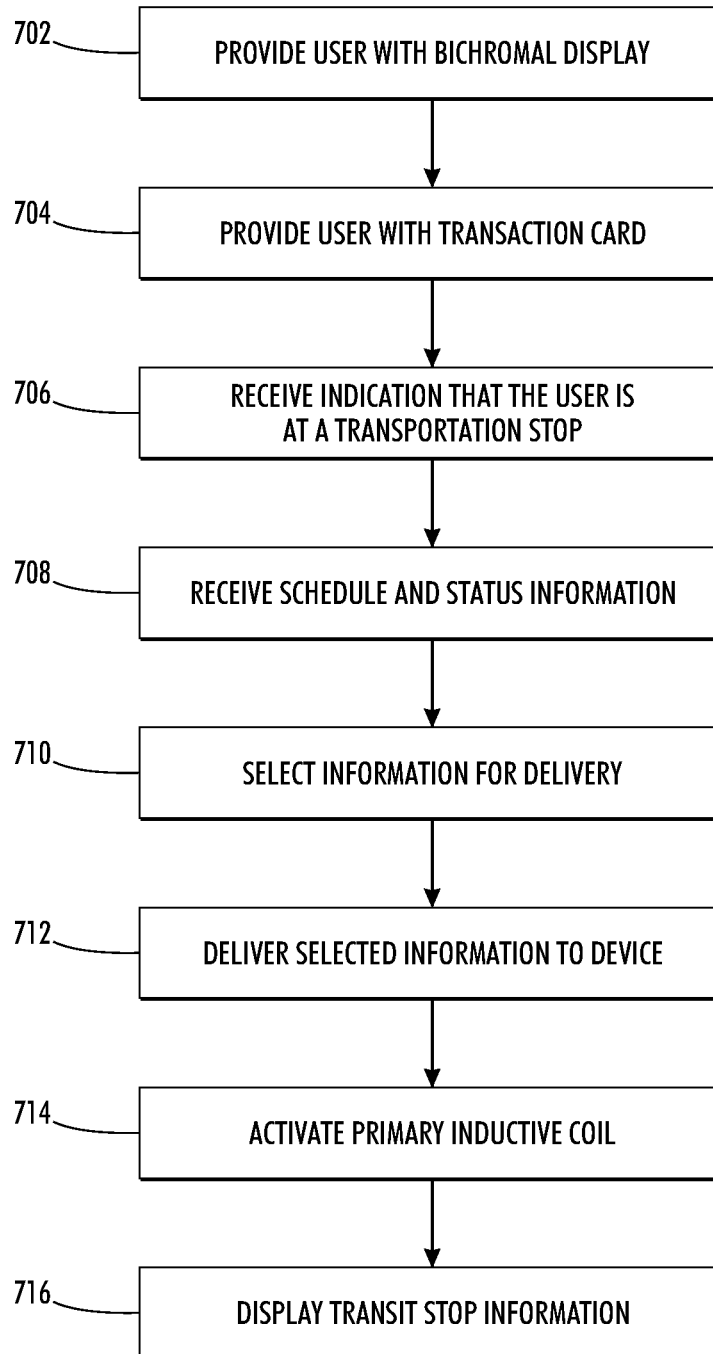 702
PROVIDE USER WITH BICHROMAL DISPLAY
704
PROVIDE USER WITH TRANSACTION CARD
706
RECEIVE INDICATION THAT THE USER IS
AT A TRANSPORTATION STOP
708
RECEIVE SCHEDULE AND STATUS INFORMATION
710
SELECT INFORMATION FOR DELIVERY
712
DELIVER SELECTED INFORMATION TO DEVICE
714
ACTIVATE PRIMARY INDUCTIVE COIL
716
DISPLAY TRANSIT STOP INFORMATION